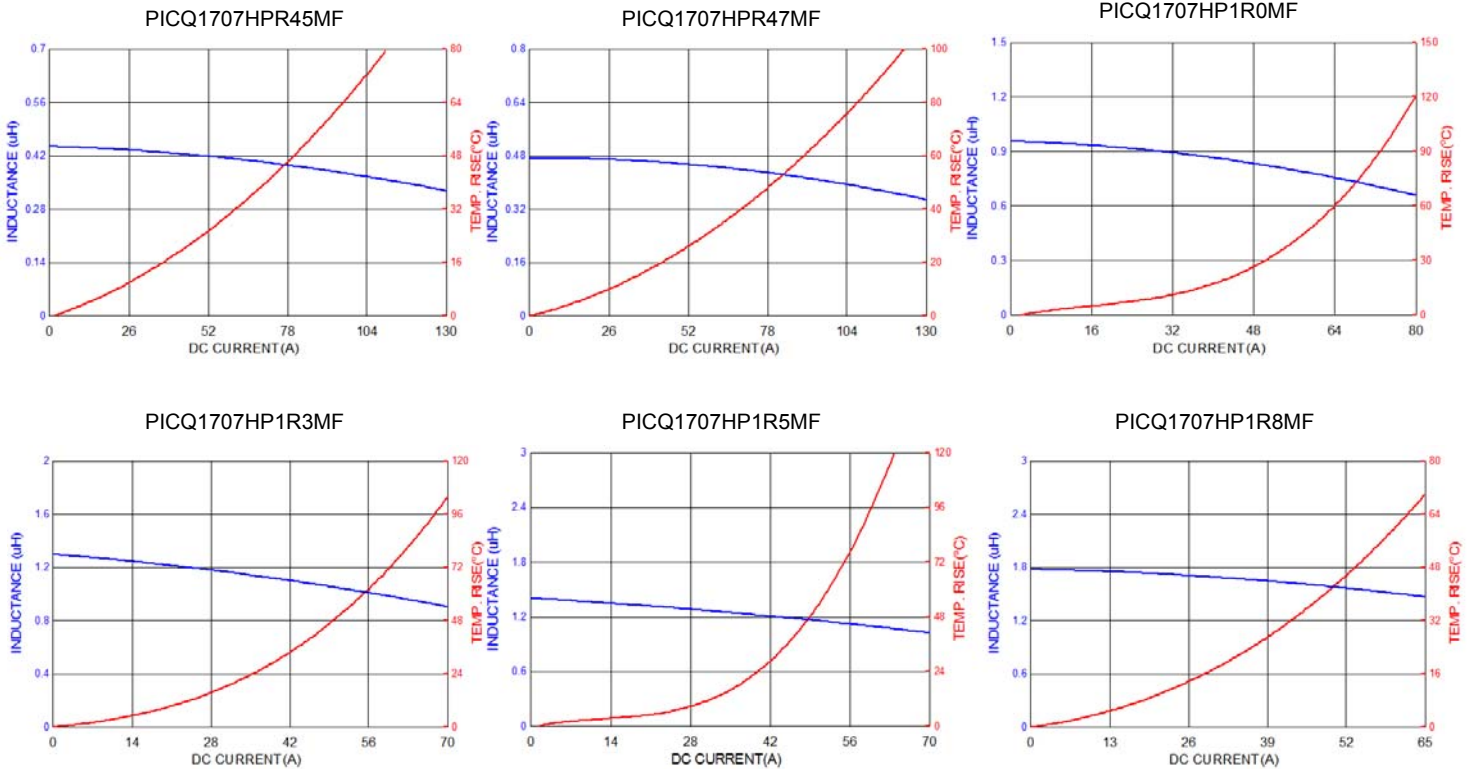 PICQ1707HPR45MF
0.7
0.56
0.42
0.28
0.14
0
INDUCTANCE (uH)
80
64
48
32
16
0
TEMP. RISE(°C)
0 26 52 78 104 130
DC CURRENT(A)
PICQ1707HPR47MF
0.8
0.64
0.48
0.32
0.16
0
INDUCTANCE (uH)
100
80
60
40
20
0
TEMP. RISE(°C)
0 26 52 78 104 130
DC CURRENT(A)
PICQ1707HP1R0MF
1.5
1.2
0.9
0.6
0.3
0
INDUCTANCE (uH)
150
120
90
60
30
0
TEMP. RISE(°C)
0 16 32 48 64 80
DC CURRENT(A)
PICQ1707HP1R3MF
2
1.6
1.2
0.8
0.4
0
INDUCTANCE (uH)
120
96
72
48
24
0
TEMP. RISE(°C)
0 14 28 42 56 70
DC CURRENT(A)
PICQ1707HP1R5MF
3
2.4
1.8
1.2
0.6
0
INDUCTANCE (uH)
120
96
72
48
24
0
TEMP. RISE(°C)
0 14 28 42 56 70
DC CURRENT(A)
PICQ1707HP1R8MF
3
2.4
1.8
1.2
0.6
0
INDUCTANCE (uH)
80
64
48
32
16
0
TEMP. RISE(°C)
0 13 26 39 52 65
DC CURRENT(A)